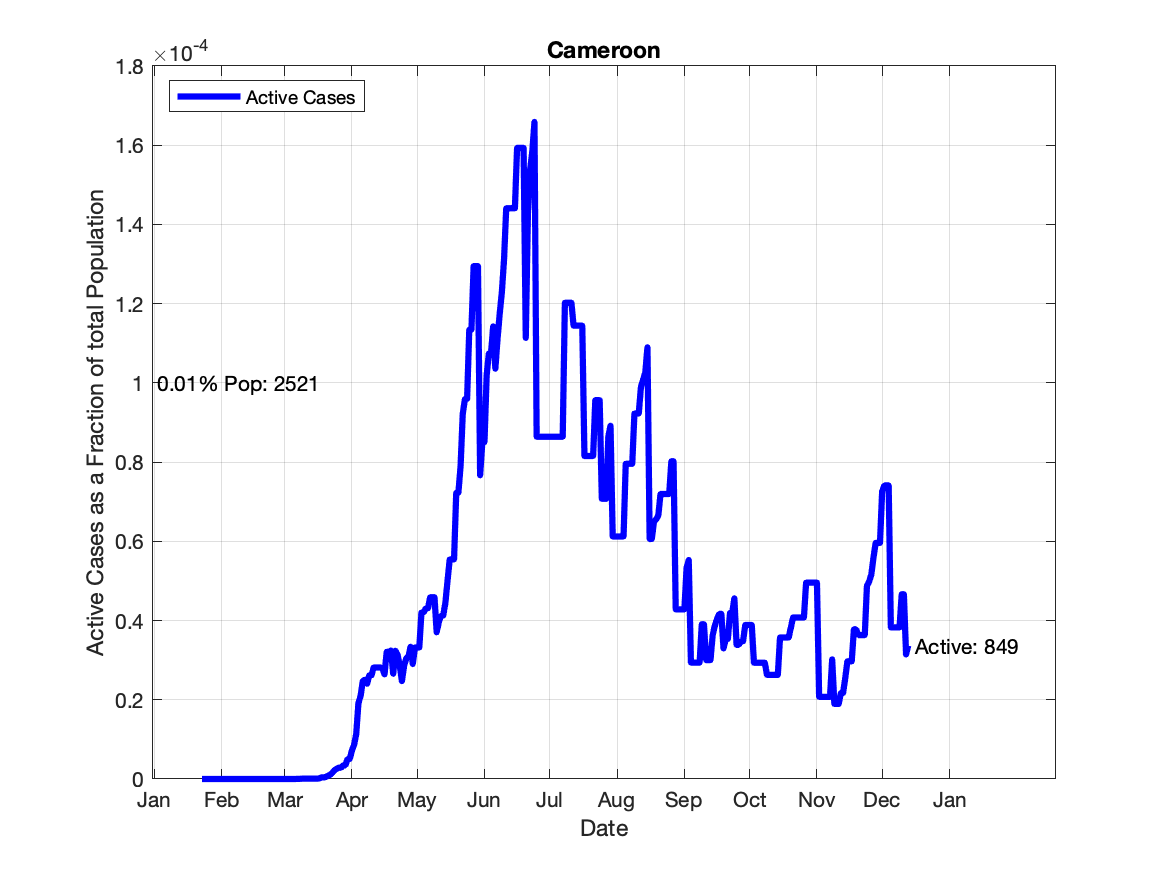 Cameroon
×10-4
Active Cases
1.8
1.6
1.4
1.2
1
0.8
0.6
0.4
0.2
0
Active Cases as a Fraction of total Population
0.01% Pop: 2521
Active: 849
Jan Feb Mar Apr May Jun Jul Aug Sep Oct Nov Dec Jan
Date